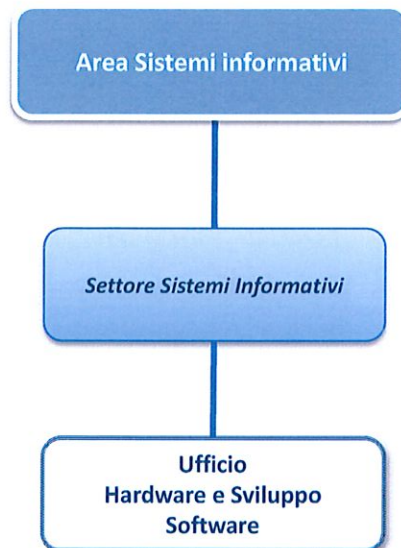 Area Sistemi informativi
Settore Sistemi Informativi
Ufficio
Hardware e Sviluppo
Software